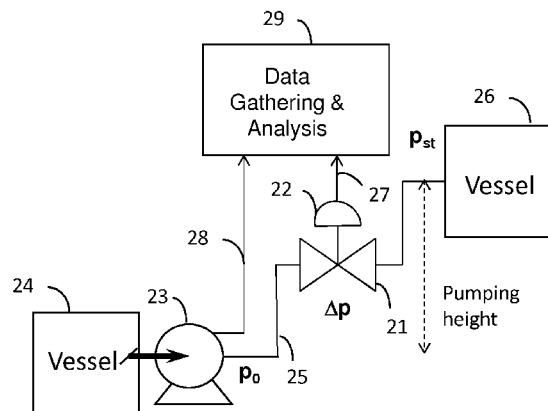 29
Data
Gathering &
Analysis
26
p_st
Vessel
22
27
28
24
23
Δp
21
Pumping
height
Vessel
p_0
25